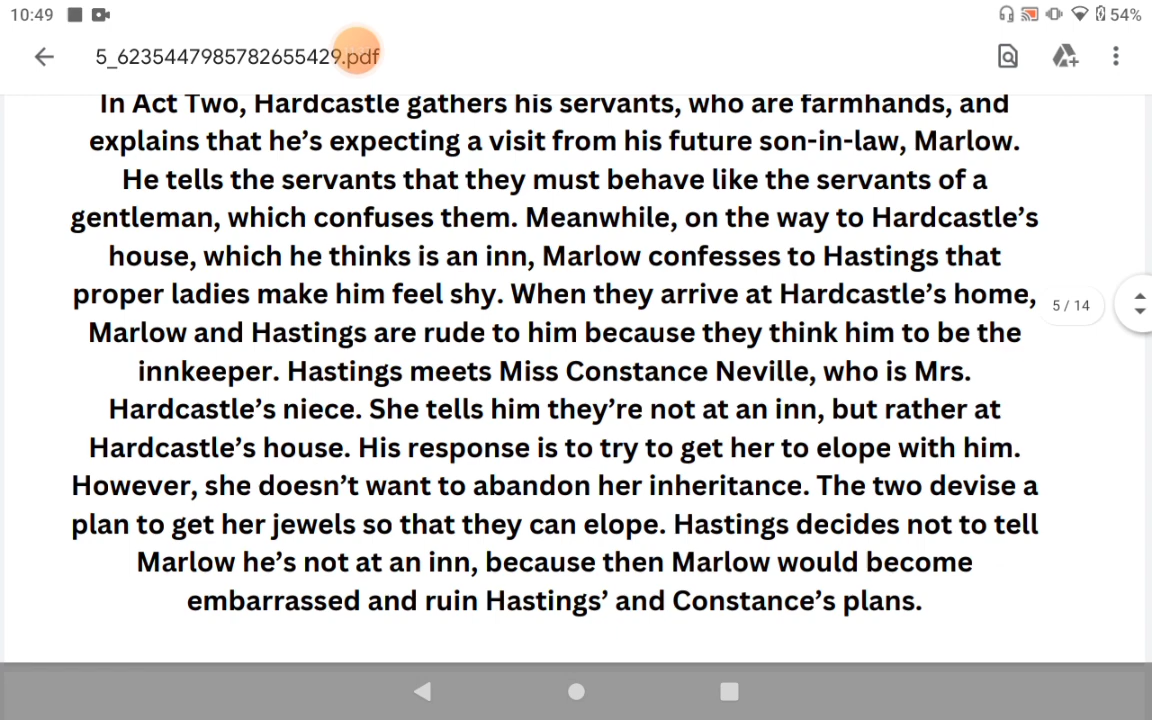 10:49
54%
5_6235447985782655429.pdf
In Act Two, Hardcastle gathers his servants, who are farmhands, and
explains that he's expecting a visit from his future son-in-law, Marlow.
He tells the servants that they must behave like the servants of a
gentleman, which confuses them. Meanwhile, on the way to Hardcastle's
house, which he thinks is an inn, Marlow confesses to Hastings that
proper ladies make him feel shy. When they arrive at Hardcastle's home,
5 / 14
Marlow and Hastings are rude to him because they think him to be the
innkeeper. Hastings meets Miss Constance Neville, who is Mrs.
Hardcastle's niece. She tells him they're not at an inn, but rather at
Hardcastle's house. His response is to try to get her to elope with him.
However, she doesn't want to abandon her inheritance. The two devise a
plan to get her jewels so that they can elope. Hastings decides not to tell
Marlow he's not at an inn, because then Marlow would become
embarrassed and ruin Hastings' and Constance's plans.